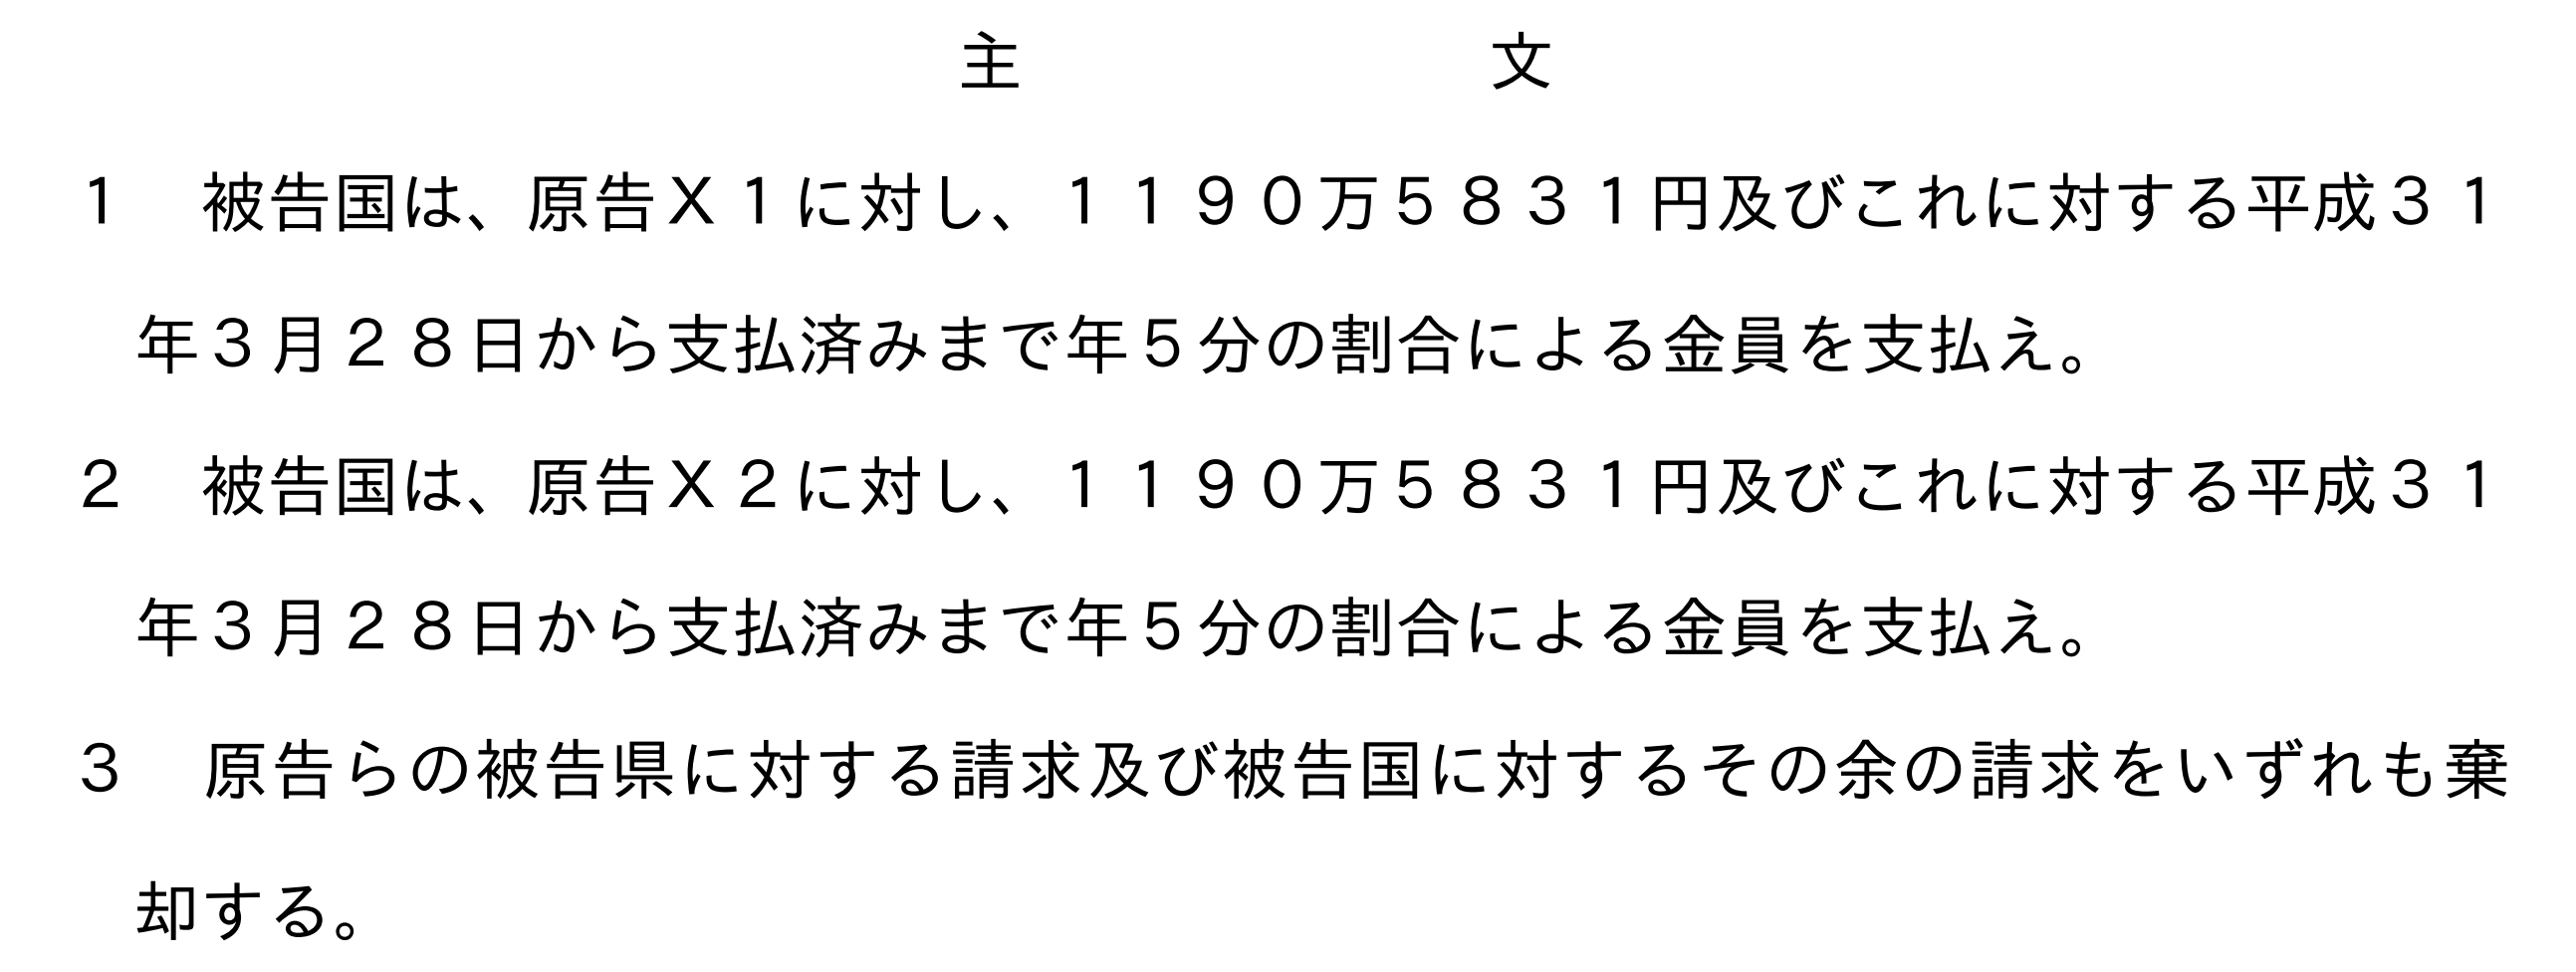 主　　　　　　　文
１　被告国は、原告Ｘ１に対し、１１９０万５８３１円及びこれに対する平成３１
年３月２８日から支払済みまで年５分の割合による金員を支払え。
２　被告国は、原告Ｘ２に対し、１１９０万５８３１円及びこれに対する平成３１
年３月２８日から支払済みまで年５分の割合による金員を支払え。
３　原告らの被告県に対する請求及び被告国に対するその余の請求をいずれも棄
却する。